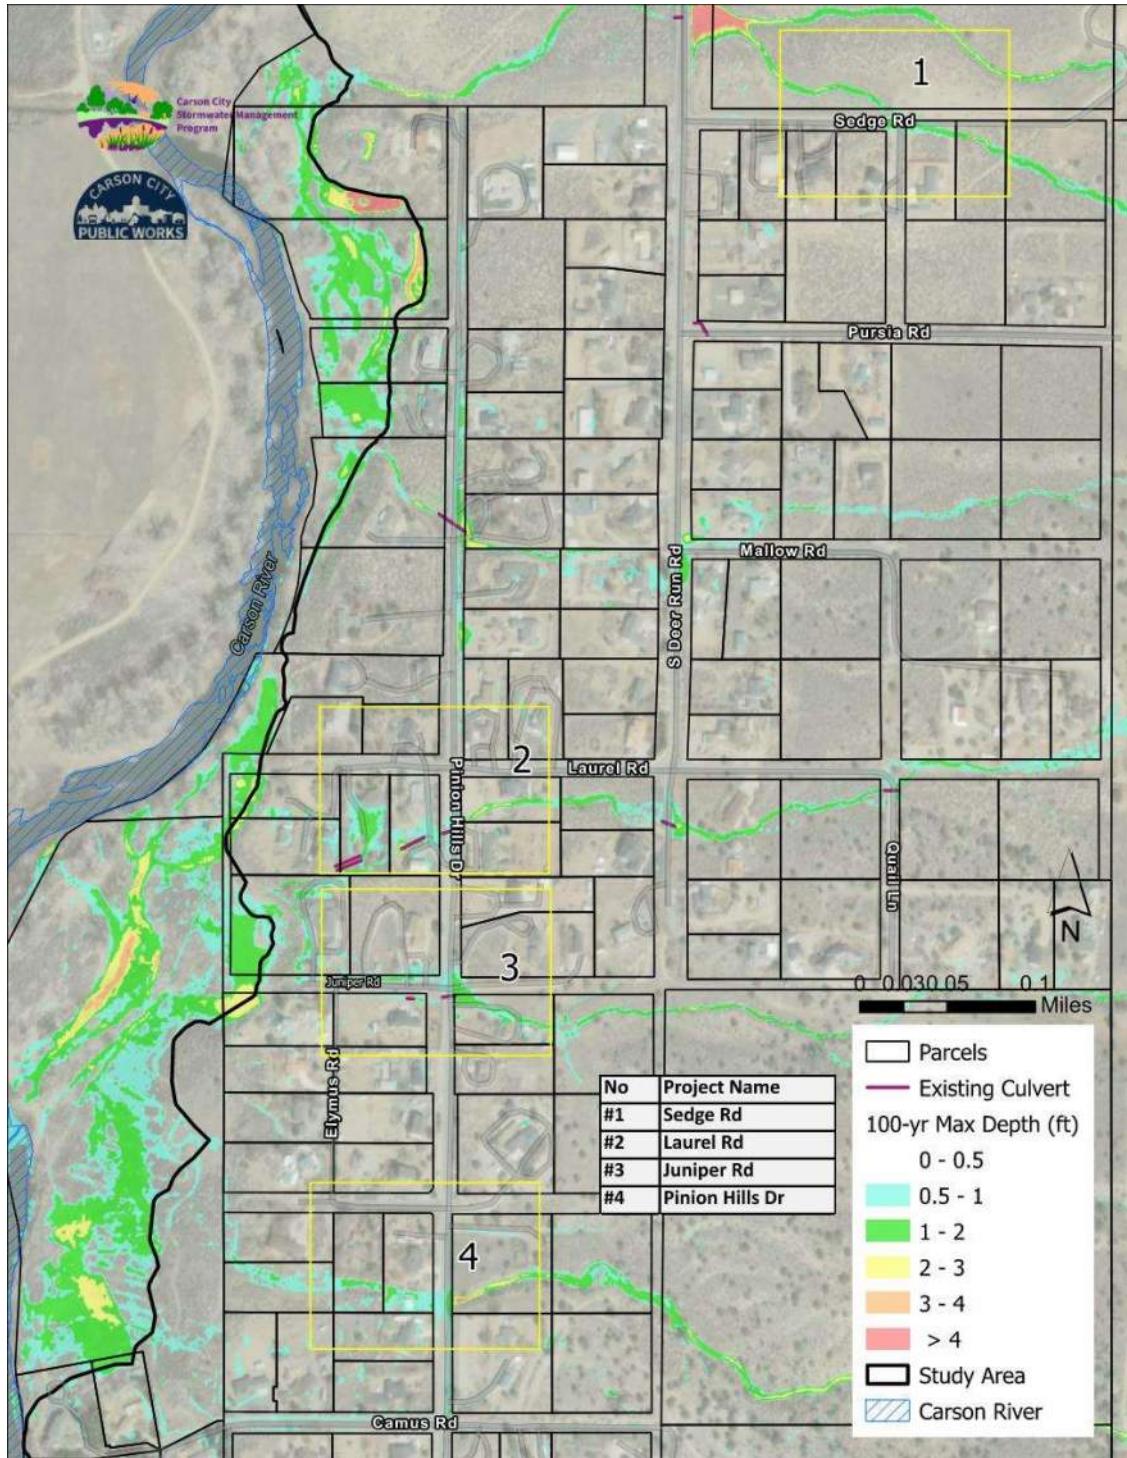 1
Carson City
Stormwater Management
Program
Sedge Rd
CARSON CITY
PUBLIC WORKS
Pursia Rd
Mallow Rd
S Deer Run Rd
Carson River
2
Laurel Rd
Pinion Hills Dr
Quail Ln
N
3
Juniper Rd
0 0.030.05 0.1
Miles
Elymus Rd
No Project Name
#1 Sedge Rd
#2 Laurel Rd
#3 Juniper Rd
#4 Pinion Hills Dr
Parcels
Existing Culvert
100-yr Max Depth (ft)
0 - 0.5
0.5 - 1
1 - 2
2 - 3
3 - 4
> 4
Study Area
Carson River
4
Camus Rd